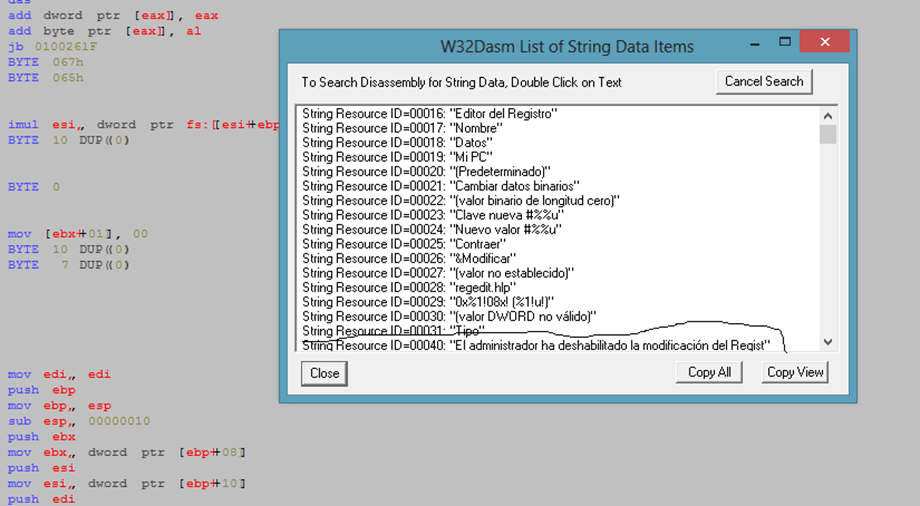 das
add dword ptr [eax]], eax
add byte ptr [eax]], al
jb 0100261F
BYTE 067h
BYTE 065h
imul esi,, dword ptr fs:[[esi++ebp
BYTE 10 DUP((0)
BYTE 0
mov [ebx++01], 00
BYTE 10 DUP((0)
BYTE 7 DUP((0)
mov edi,, edi
push ebp
mov ebp,, esp
sub esp,, 00000010
push ebx
mov ebx,, dword ptr [ebp++08]
push esi
mov esi,, dword ptr [ebp++10]
push edi
W32Dasm List of String Data Items
To Search Disassembly for String Data, Double Click on Text
Cancel Search
String Resource ID=00016: "Editor del Registro"
String Resource ID=00017: "Nombre"
String Resource ID=00018: "Datos"
String Resource ID=00019: "Mi PC"
String Resource ID=00020: "(Predeterminado)"
String Resource ID=00021: "Cambiar datos binarios"
String Resource ID=00022: "(valor binario de longitud cero)"
String Resource ID=00023: "Clave nueva #%%u"
String Resource ID=00024: "Nuevo valor #%%u"
String Resource ID=00025: "Contraer"
String Resource ID=00026: "&Modificar"
String Resource ID=00027: "(valor no establecido)"
String Resource ID=00028: "regedit.hlp"
String Resource ID=00029: "0x%1!08x! (%1!u!)"
String Resource ID=00030: "(valor DWORD no válido)"
String Resource ID=00031: "Tipo"
String Resource ID=00040: "El administrador ha deshabilitado la modificación del Regist"
Close
Copy All
Copy View